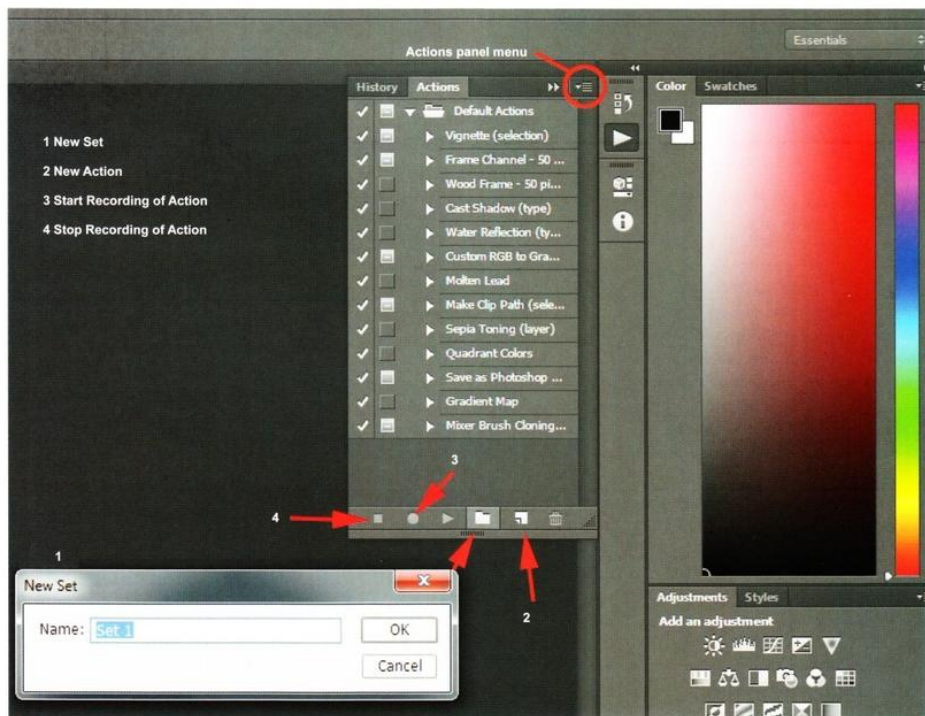 Essentials
Actions panel menu
History Actions
Color Swatches
Default Actions
Vignette (selection)
Frame Channel - 50 ...
Wood Frame - 50 pi...
Cast Shadow (type)
Water Reflection (ty...
Custom RGB to Gra...
Molten Lead
Make Clip Path (sele...
Sepia Toning (layer)
Quadrant Colors
Save as Photoshop ...
Gradient Map
Mixer Brush Cloning...
1 New Set
2 New Action
3 Start Recording of Action
4 Stop Recording of Action
3
4
1
2
New Set
Name: Set 1
OK
Cancel
Adjustments Styles
Add an adjustment